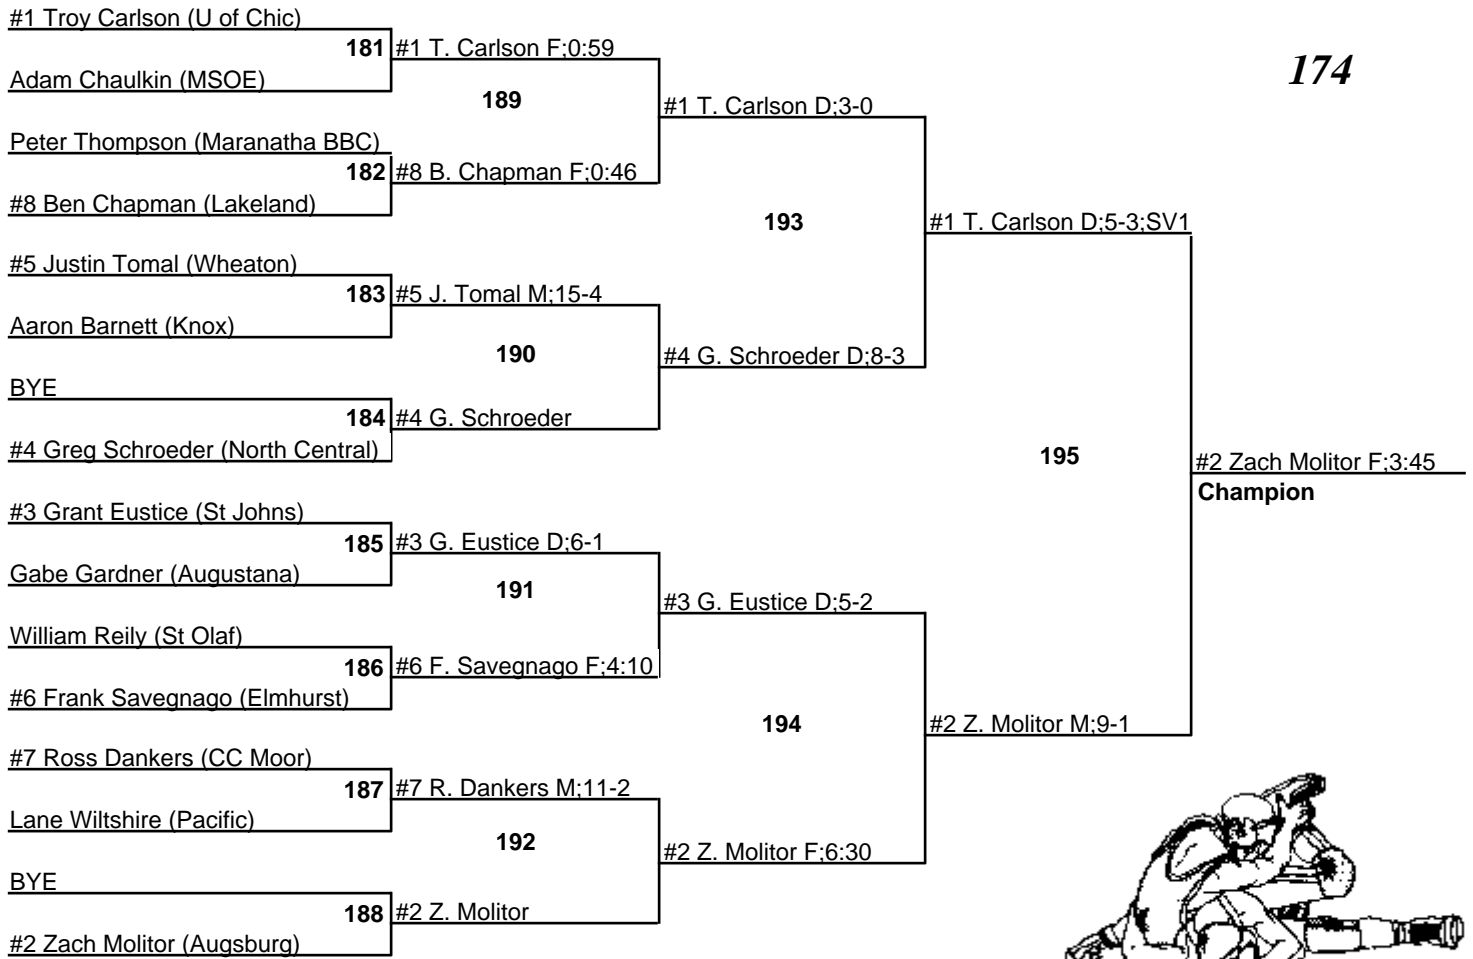 #1 Troy Carlson (U of Chic)
181 #1 T. Carlson F;0:59
174
Adam Chaulkin (MSOE)
189
#1 T. Carlson D;3-0
Peter Thompson (Maranatha BBC)
182 #8 B. Chapman F;0:46
#8 Ben Chapman (Lakeland)
193
#1 T. Carlson D;5-3;SV1
#5 Justin Tomal (Wheaton)
183 #5 J. Tomal M;15-4
Aaron Barnett (Knox)
190
#4 G. Schroeder D;8-3
BYE
184 #4 G. Schroeder
#4 Greg Schroeder (North Central)
195
#2 Zach Molitor F;3:45
Champion
#3 Grant Eustice (St Johns)
185 #3 G. Eustice D;6-1
Gabe Gardner (Augustana)
191
#3 G. Eustice D;5-2
William Reily (St Olaf)
186 #6 F. Savegnago F;4:10
#6 Frank Savegnago (Elmhurst)
194
#2 Z. Molitor M;9-1
#7 Ross Dankers (CC Moor)
187 #7 R. Dankers M;11-2
Lane Wiltshire (Pacific)
192
#2 Z. Molitor F;6:30
BYE
188 #2 Z. Molitor
#2 Zach Molitor (Augsburg)